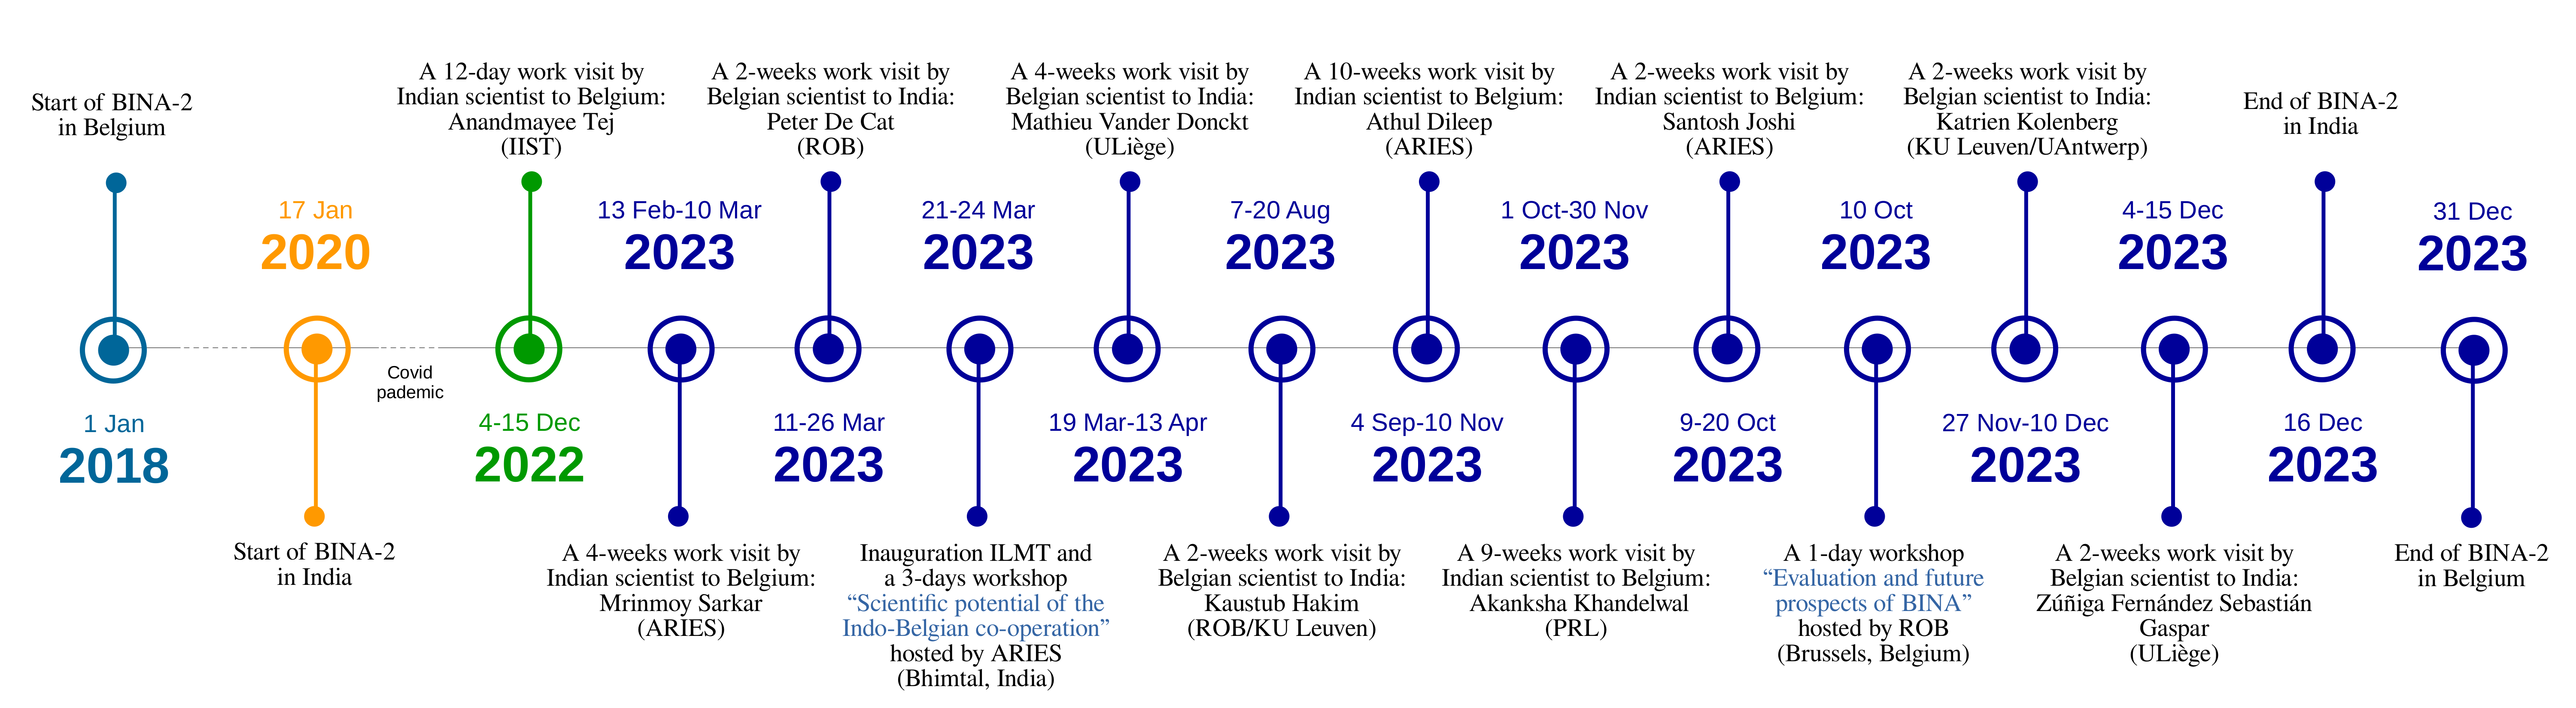 Start of BINA-2
in Belgium
1 Jan
2018
17 Jan
2020
Start of BINA-2
in India
Covid
pademic
A 12-day work visit by
Indian scientist to Belgium:
Anandmayee Tej
(IIST)
4-15 Dec
2022
13 Feb-10 Mar
2023
A 4-weeks work visit by
Indian scientist to Belgium:
Mrinmoy Sarkar
(ARIES)
A 2-weeks work visit by
Belgian scientist to India:
Peter De Cat
(ROB)
11-26 Mar
2023
21-24 Mar
2023
Inauguration ILMT and
a 3-days workshop
“Scientific potential of the
Indo-Belgian co-operation”
hosted by ARIES
(Bhimtal, India)
A 4-weeks work visit by
Belgian scientist to India:
Mathieu Vander Donckt
(ULiège)
19 Mar-13 Apr
2023
7-20 Aug
2023
A 2-weeks work visit by
Belgian scientist to India:
Kaustub Hakim
(ROB/KU Leuven)
A 10-weeks work visit by
Indian scientist to Belgium:
Athul Dileep
(ARIES)
4 Sep-10 Nov
2023
1 Oct-30 Nov
2023
A 9-weeks work visit by
Indian scientist to Belgium:
Akanksha Khandelwal
(PRL)
A 2-weeks work visit by
Indian scientist to Belgium:
Santosh Joshi
(ARIES)
9-20 Oct
2023
10 Oct
2023
A 1-day workshop
“Evaluation and future
prospects of BINA”
hosted by ROB
(Brussels, Belgium)
A 2-weeks work visit by
Belgian scientist to India:
Katrien Kolenberg
(KU Leuven/UAntwerp)
27 Nov-10 Dec
2023
4-15 Dec
2023
A 2-weeks work visit by
Belgian scientist to India:
Zúñiga Fernández Sebastián
Gaspar
(ULiège)
End of BINA-2
in India
16 Dec
2023
31 Dec
2023
End of BINA-2
in Belgium